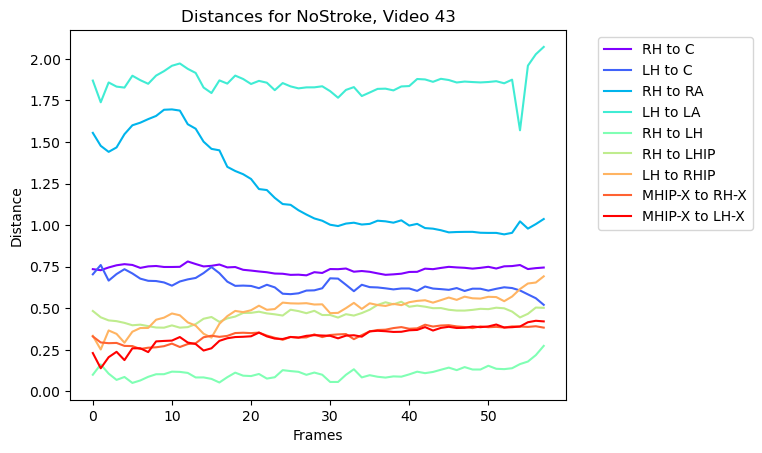 Distances for NoStroke, Video 43
2.00
1.75
1.50
1.25
1.00
0.75
0.50
0.25
0.00
Distance
0
10
20
30
40
50
Frames
RH to C
LH to C
RH to RA
LH to LA
RH to LH
RH to LHIP
LH to RHIP
MHIP-X to RH-X
MHIP-X to LH-X